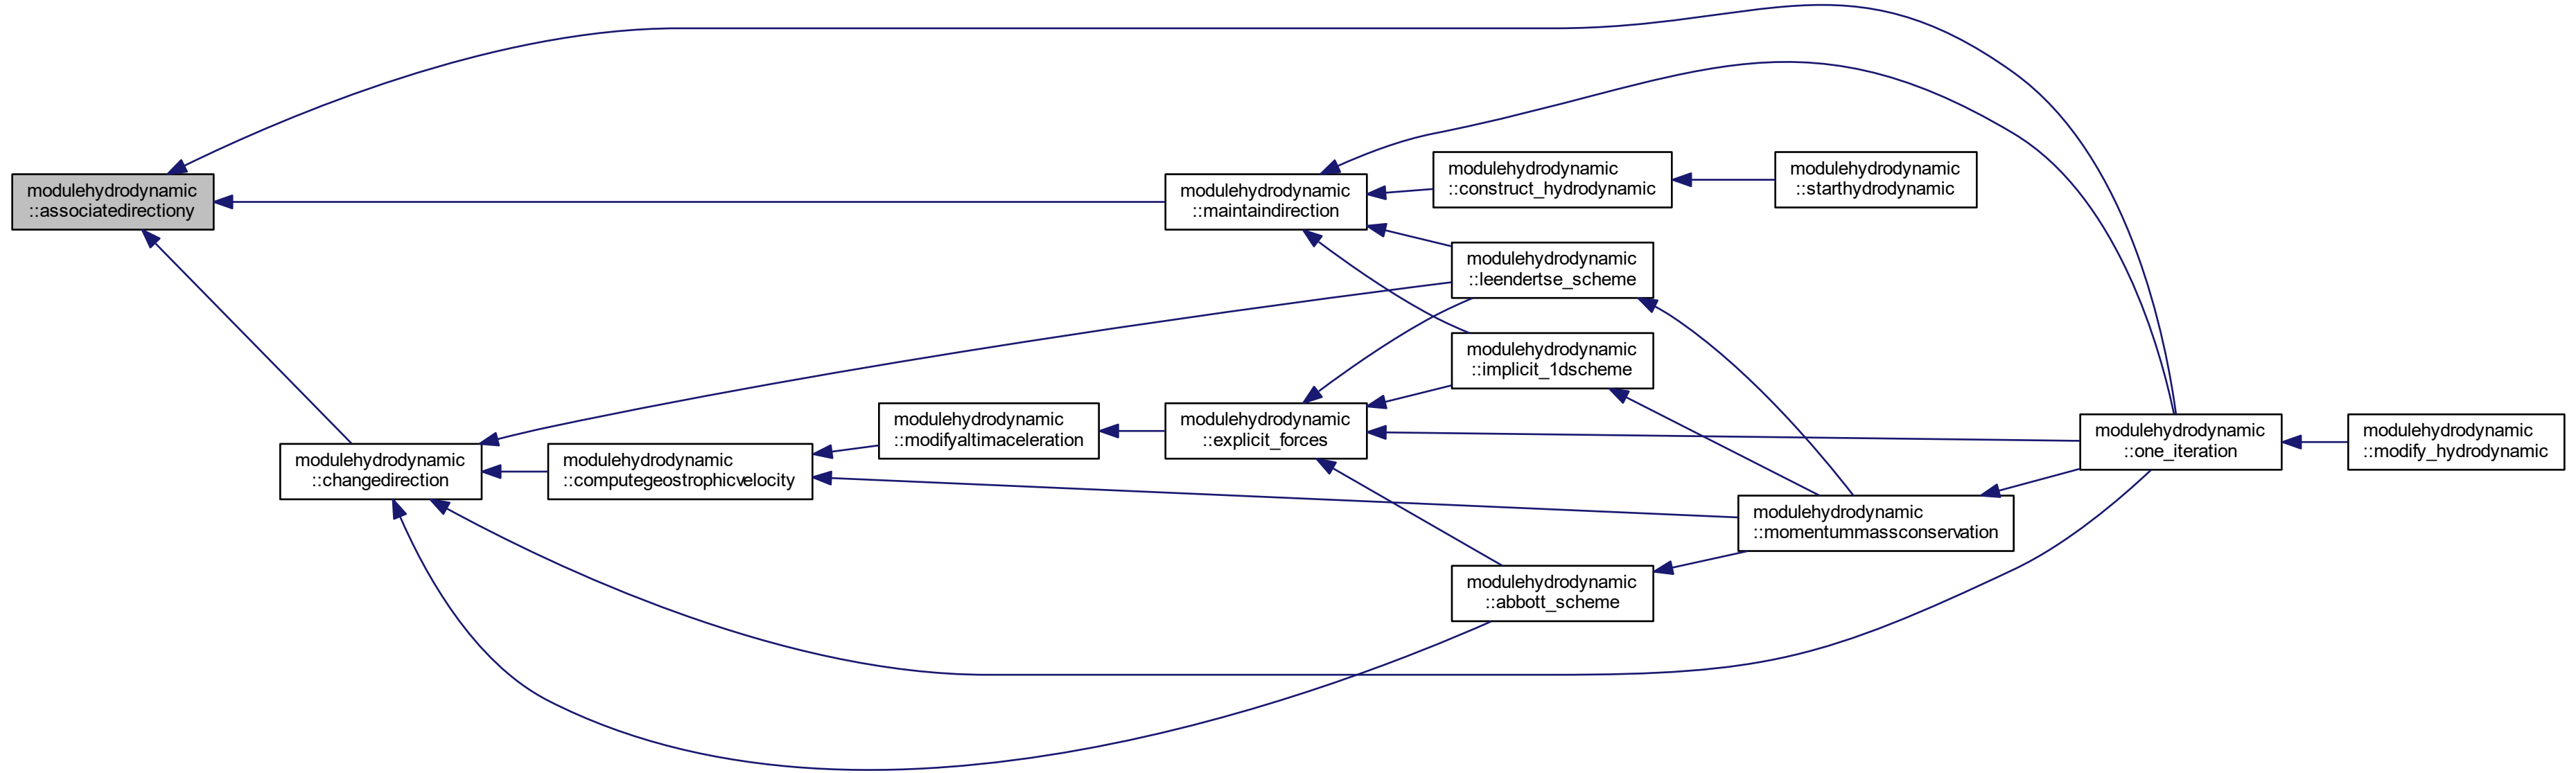 modulehydrodynamic
::associatedirectiony
modulehydrodynamic
::maintaindirection
modulehydrodynamic
::construct_hydrodynamic
modulehydrodynamic
::starthydrodynamic
modulehydrodynamic
::leendertse_scheme
modulehydrodynamic
::implicit_1dscheme
modulehydrodynamic
::changedirection
modulehydrodynamic
::computegeostrophicvelocity
modulehydrodynamic
::modifyaltimaceleration
modulehydrodynamic
::explicit_forces
modulehydrodynamic
::one_iteration
modulehydrodynamic
::modify_hydrodynamic
modulehydrodynamic
::momentummassconservation
modulehydrodynamic
::abbott_scheme